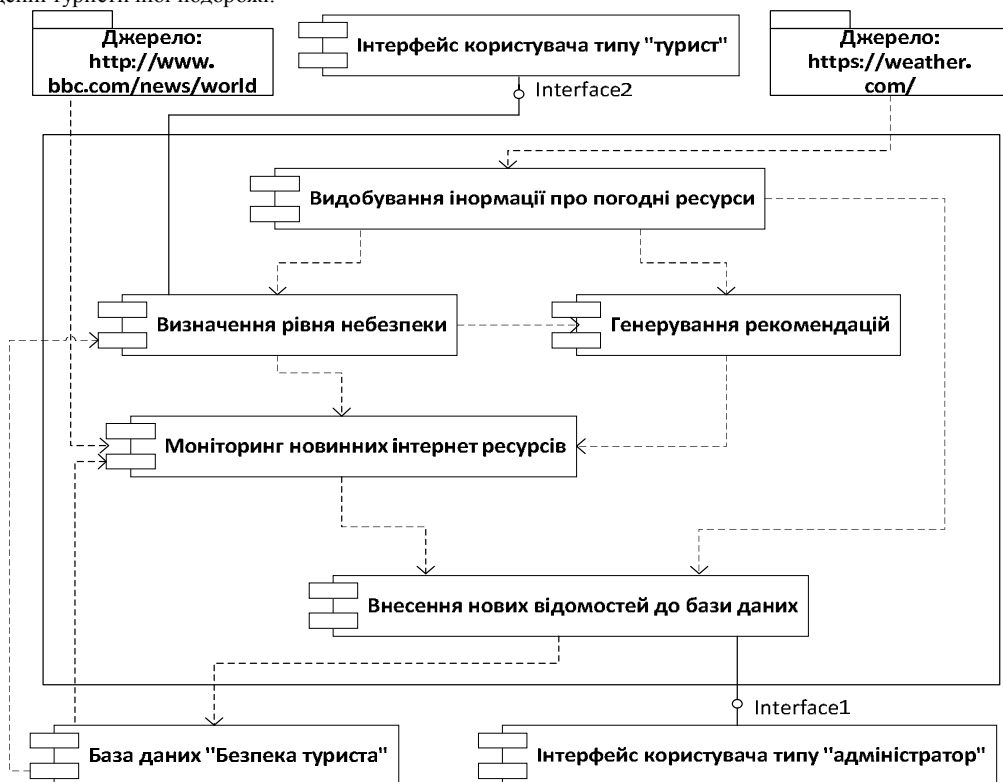 туристичної подорожі.
Джерело:
http://www.
bbc.com/news/world
Інтерфейс користувача типу "турист"
Джерело:
https://weather.
com/
Interface2
Видобування інормації про погодні ресурси
Визначення рівня небезпеки
Генерування рекомендацій
Моніторинг новинних інтернет ресурсів
Внесення нових відомостей до бази даних
Interface1
База даних "Безпека туриста"
Інтерфейс користувача типу "адміністратор"